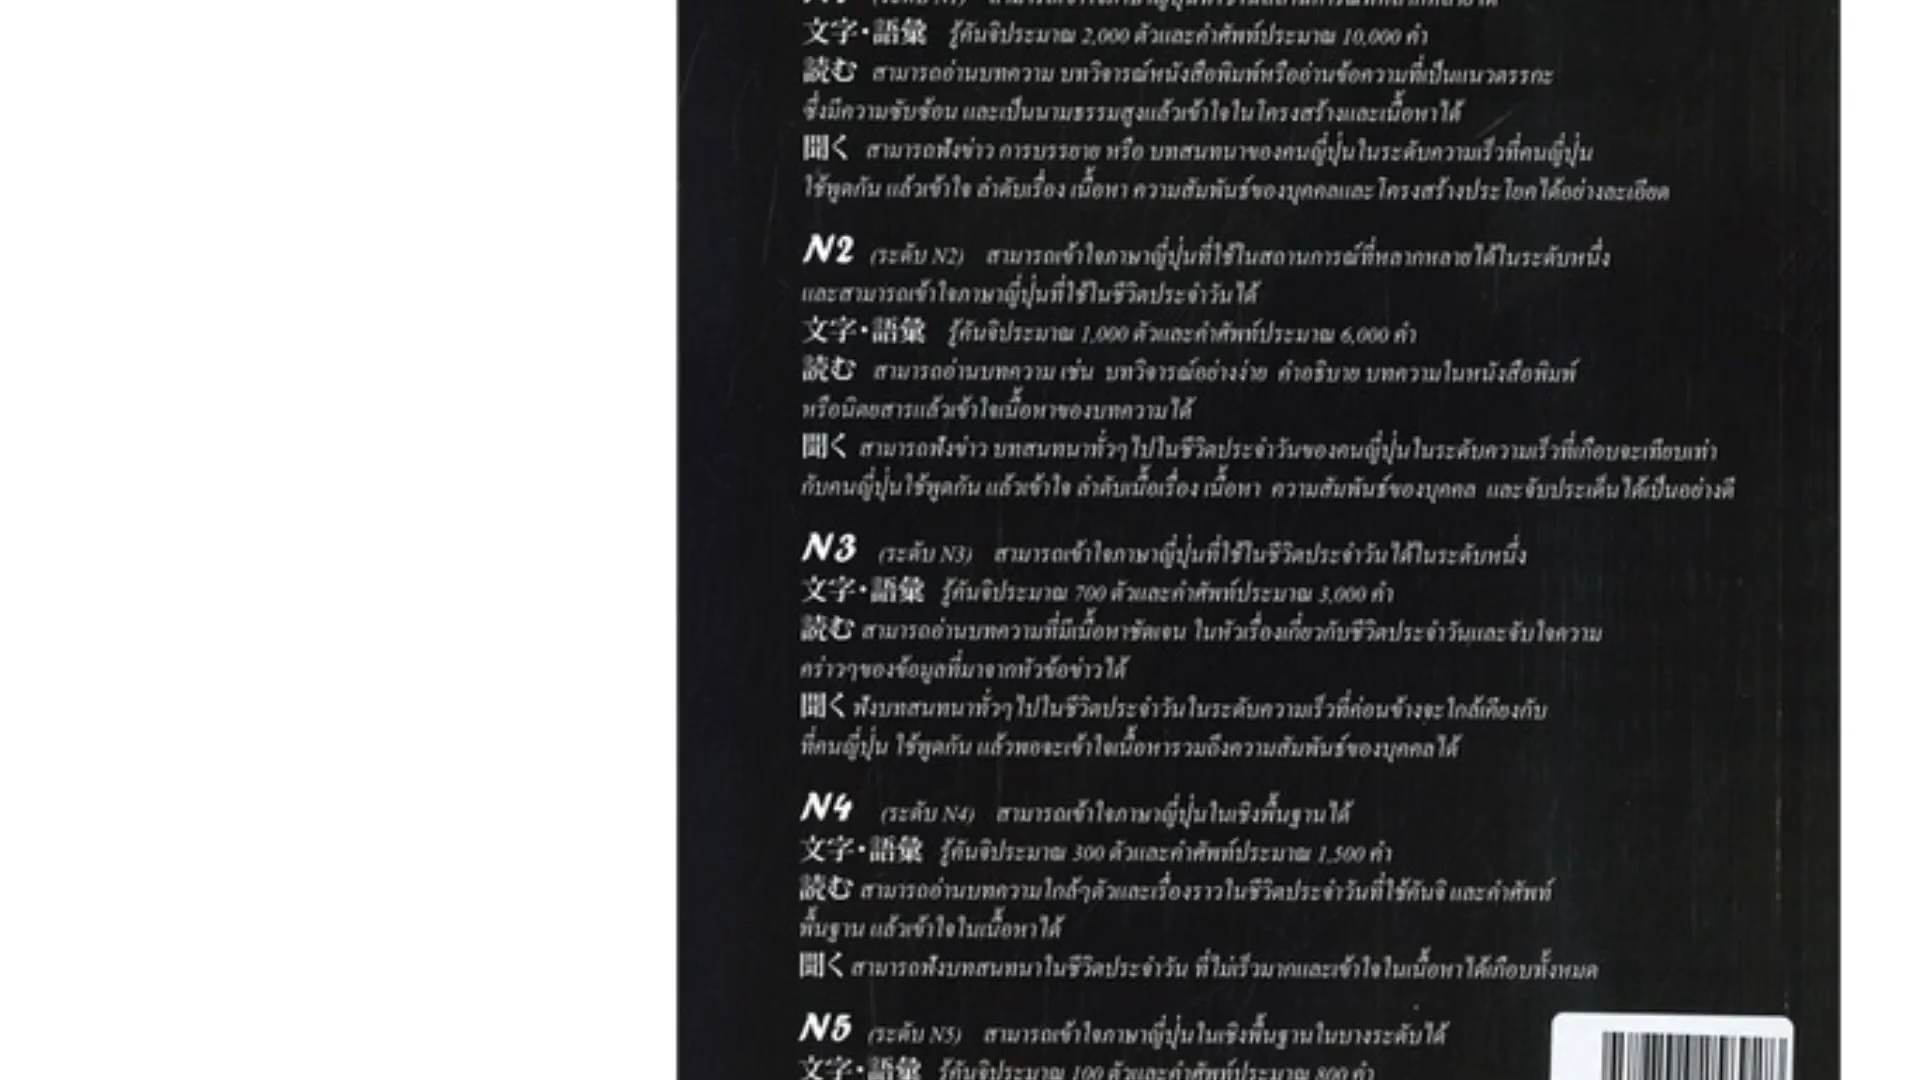 文字・語彙 รู้คันจิประมาณ 2,000 ตัวและคำศัพท์ประมาณ 10,000 คำ
読む สามารถอ่านบทความ บทวิจารณ์หนังสือพิมพ์หรืออ่านข้อความที่เป็นแนวตรรกะ
ซึ่งมีความซับซ้อน และเป็นนามธรรมสูงแล้วเข้าใจในโครงสร้างและเนื้อหาได้
聞く สามารถฟังข่าว การบรรยาย หรือ บทสนทนาของคนญี่ปุ่นในระดับความเร็วที่คนญี่ปุ่น
ใช้พูดกัน แล้วเข้าใจ ลำดับเรื่อง เนื้อหา ความสัมพันธ์ของบุคคลและโครงสร้างประโยคได้อย่างละเอียด
N2 (ระดับ N2) สามารถเข้าใจภาษาญี่ปุ่นที่ใช้ในสถานการณ์ที่หลากหลายได้ในระดับหนึ่ง
และสามารถเข้าใจภาษาญี่ปุ่นที่ใช้ในชีวิตประจำวันได้
文字・語彙 รู้คันจิประมาณ 1,000 ตัวและคำศัพท์ประมาณ 6,000 คำ
読む สามารถอ่านบทความ เช่น บทวิจารณ์อย่างง่าย คำอธิบาย บทความในหนังสือพิมพ์
หรือนิตยสารแล้วเข้าใจเนื้อหาของบทความได้
聞く สามารถฟังข่าว บทสนทนาทั่วๆไปในชีวิตประจำวันของคนญี่ปุ่นในระดับความเร็วที่เกือบจะเทียบเท่า
กับคนญี่ปุ่นใช้พูดกัน แล้วเข้าใจ ลำดับเนื้อเรื่อง เนื้อหา ความสัมพันธ์ของบุคคล และจับประเด็นได้เป็นอย่างดี
N3 (ระดับ N3) สามารถเข้าใจภาษาญี่ปุ่นที่ใช้ในชีวิตประจำวันได้ในระดับหนึ่ง
文字・語彙 รู้คันจิประมาณ 700 ตัวและคำศัพท์ประมาณ 3,000 คำ
読む สามารถอ่านบทความที่มีเนื้อหาชัดเจน ในหัวเรื่องเกี่ยวกับชีวิตประจำวันและจับใจความ
คร่าวๆของข้อมูลที่มาจากหัวข้อข่าวได้
聞く ฟังบทสนทนาทั่วๆไปในชีวิตประจำวันในระดับความเร็วที่ค่อนข้างจะใกล้เคียงกับ
ที่คนญี่ปุ่น ใช้พูดกัน แล้วพอจะเข้าใจเนื้อหารวมถึงความสัมพันธ์ของบุคคลได้
N4 (ระดับ N4) สามารถเข้าใจภาษาญี่ปุ่นในเชิงพื้นฐานได้
文字・語彙 รู้คันจิประมาณ 300 ตัวและคำศัพท์ประมาณ 1,500 คำ
読む สามารถอ่านบทความใกล้ๆตัวและเรื่องราวในชีวิตประจำวันที่ใช้คันจิ และคำศัพท์
พื้นฐาน แล้วเข้าใจในเนื้อหาได้
聞く สามารถฟังบทสนทนาในชีวิตประจำวัน ที่ไม่เร็วมากและเข้าใจในเนื้อหาได้เกือบทั้งหมด
N5 (ระดับ N5) สามารถเข้าใจภาษาญี่ปุ่นในเชิงพื้นฐานในบางระดับได้
文字・語彙 รู้คันจิประมาณ 100 ตัวและคำศัพท์ประมาณ 800 คำ